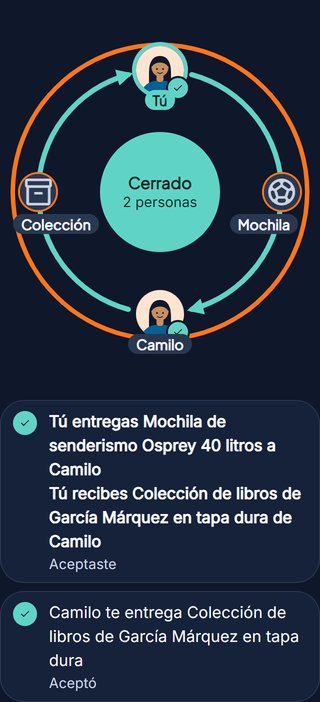 Tú
Cerrado
2 personas
Colección
Mochila
Camilo
Tú entregas Mochila de
senderismo Osprey 40 litros a
Camilo
Tú recibes Colección de libros de
García Márquez en tapa dura de
Camilo
Aceptaste
Camilo te entrega Colección de
libros de García Márquez en tapa
dura
Aceptó